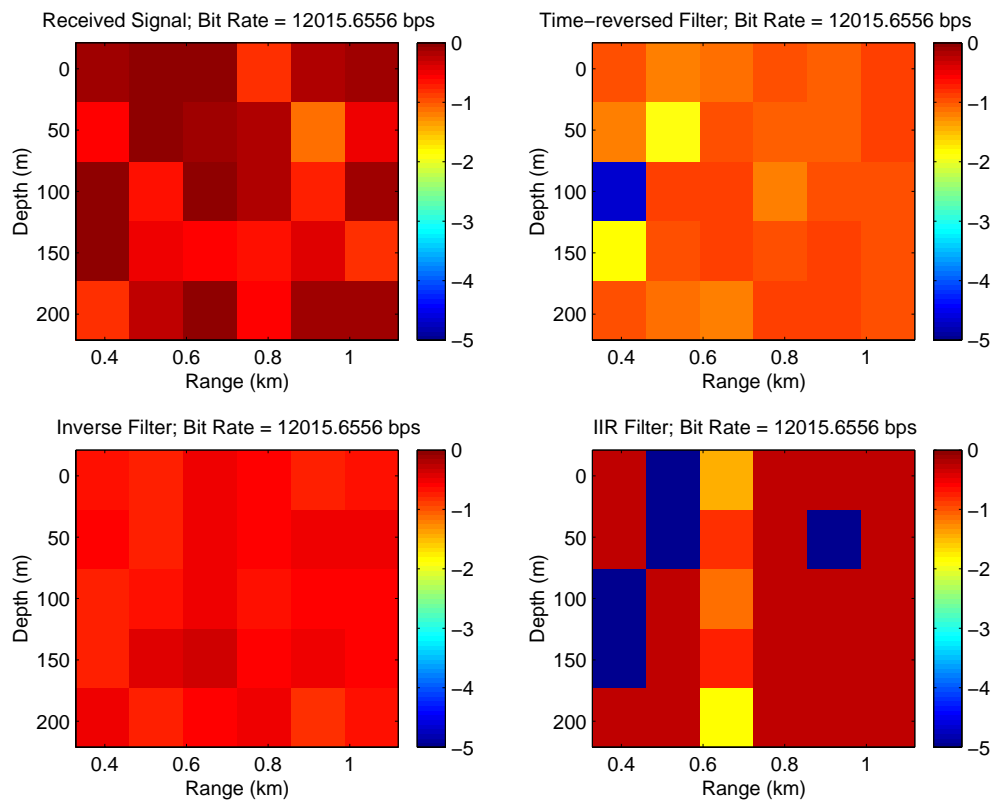 Received Signal; Bit Rate = 12015.6556 bps
Depth (m)
0
50
100
150
200
0.4 0.6 0.8 1
Range (km)
0
−1
−2
−3
−4
−5
Time−reversed Filter; Bit Rate = 12015.6556 bps
Depth (m)
0
50
100
150
200
0.4 0.6 0.8 1
Range (km)
0
−1
−2
−3
−4
−5
Inverse Filter; Bit Rate = 12015.6556 bps
Depth (m)
0
50
100
150
200
0.4 0.6 0.8 1
Range (km)
0
−1
−2
−3
−4
−5
IIR Filter; Bit Rate = 12015.6556 bps
Depth (m)
0
50
100
150
200
0.4 0.6 0.8 1
Range (km)
0
−1
−2
−3
−4
−5